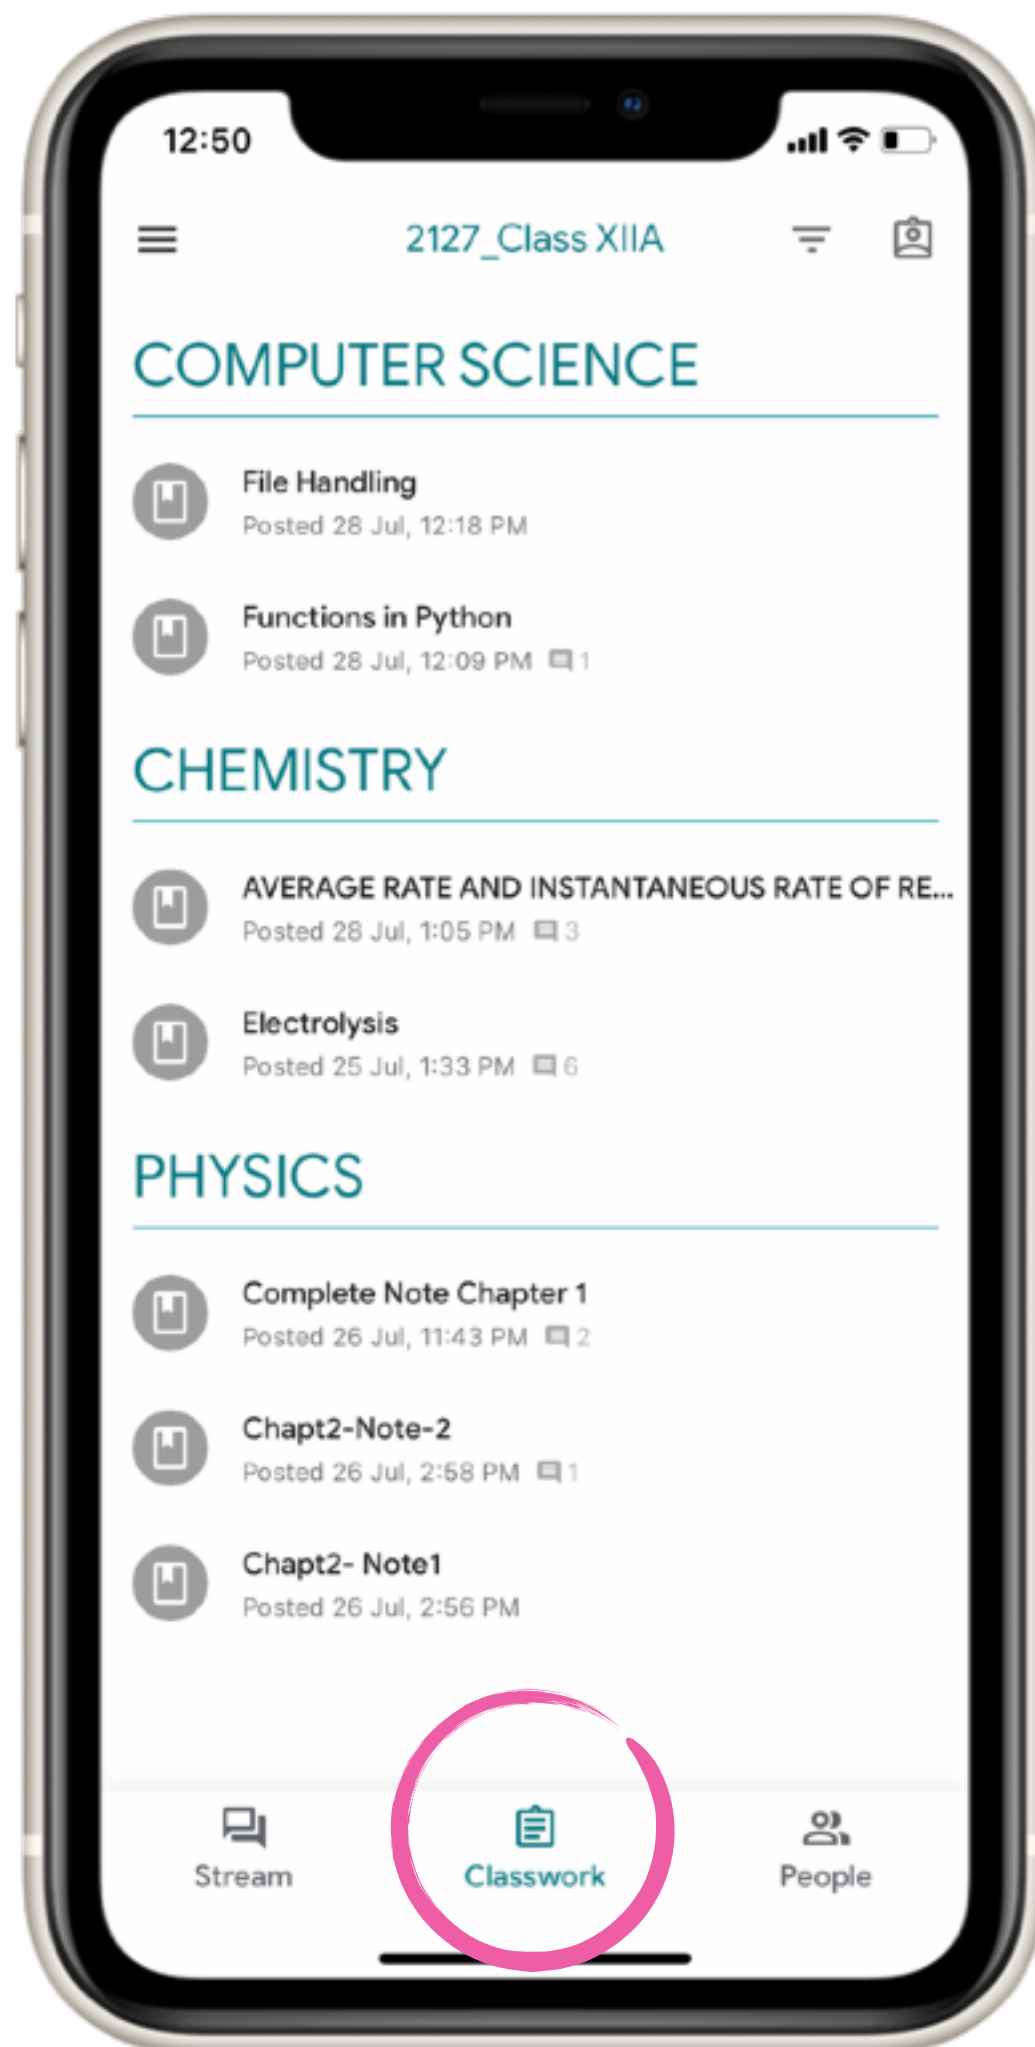 12:50
2127_Class XIIA
COMPUTER SCIENCE
File Handling
Posted 28 Jul, 12:18 PM
Functions in Python
Posted 28 Jul, 12:09 PM 1
CHEMISTRY
AVERAGE RATE AND INSTANTANEOUS RATE OF RE...
Posted 28 Jul, 1:05 PM 3
Electrolysis
Posted 25 Jul, 1:33 PM 6
PHYSICS
Complete Note Chapter 1
Posted 26 Jul, 11:43 PM 2
Chapt2-Note-2
Posted 26 Jul, 2:58 PM 1
Chapt2- Note1
Posted 26 Jul, 2:56 PM
Stream Classwork People